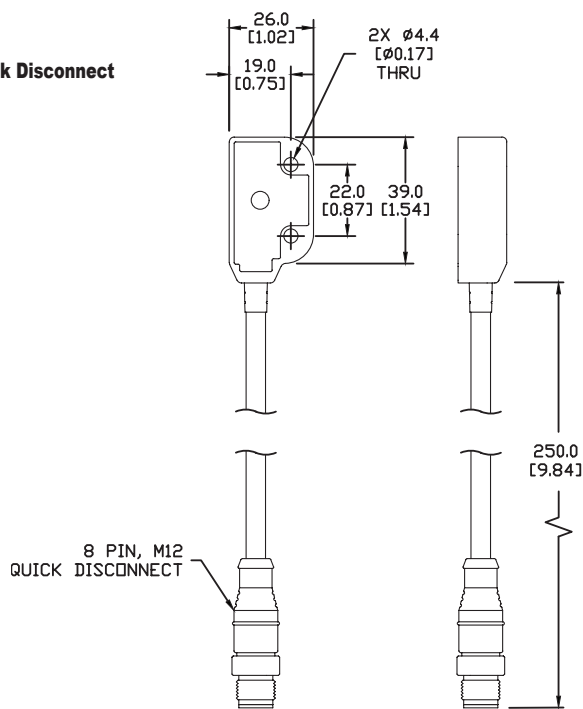 26.0
[1.02]
2X ø4.4
[ø0.17]
THRU
k Disconnect
19.0
[0.75]
22.0
[0.87]
39.0
[1.54]
250.0
[9.84]
8 PIN, M12
QUICK DISCONNECT